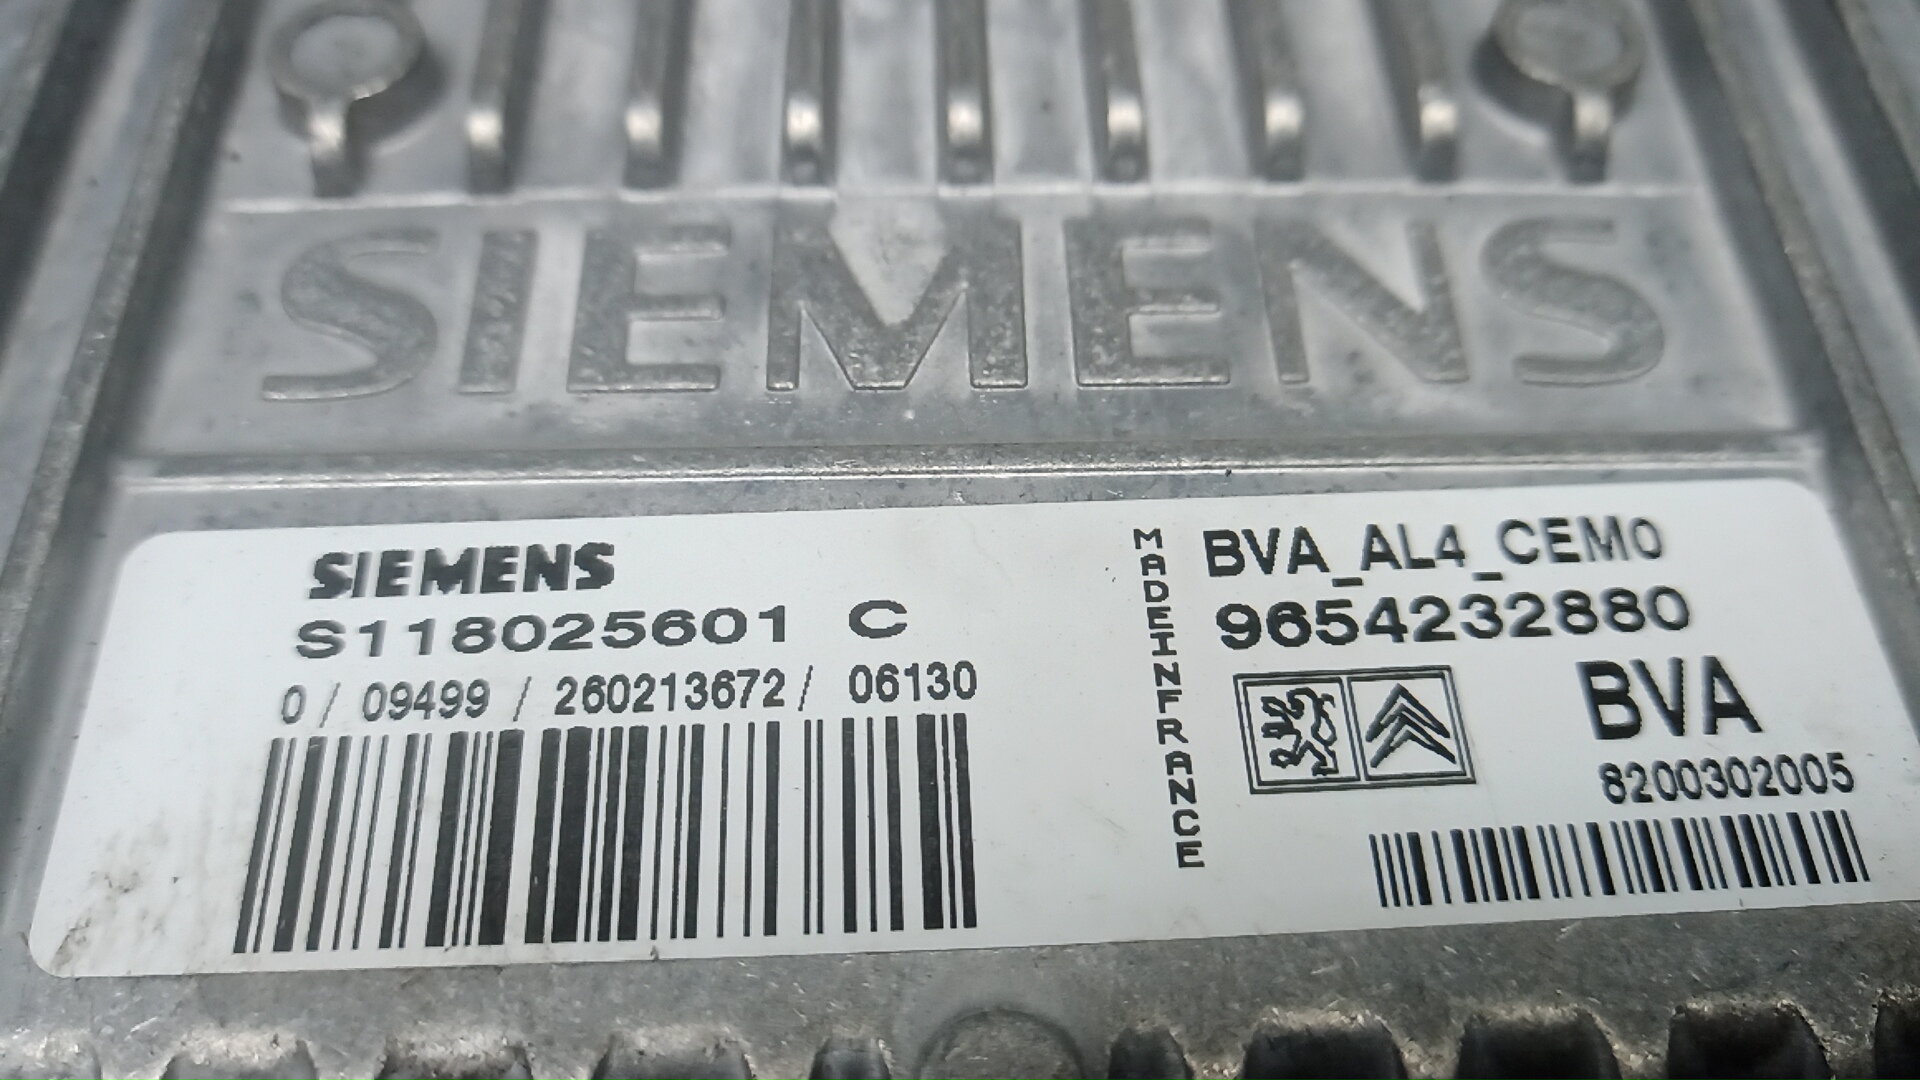 SIEMENS
SIEMENS
S118025601 C
0 / 09499 / 260213672 / 06130
MADEINFRANCE
BVA_AL4_CEM0
9654232880
BVA
8200302005